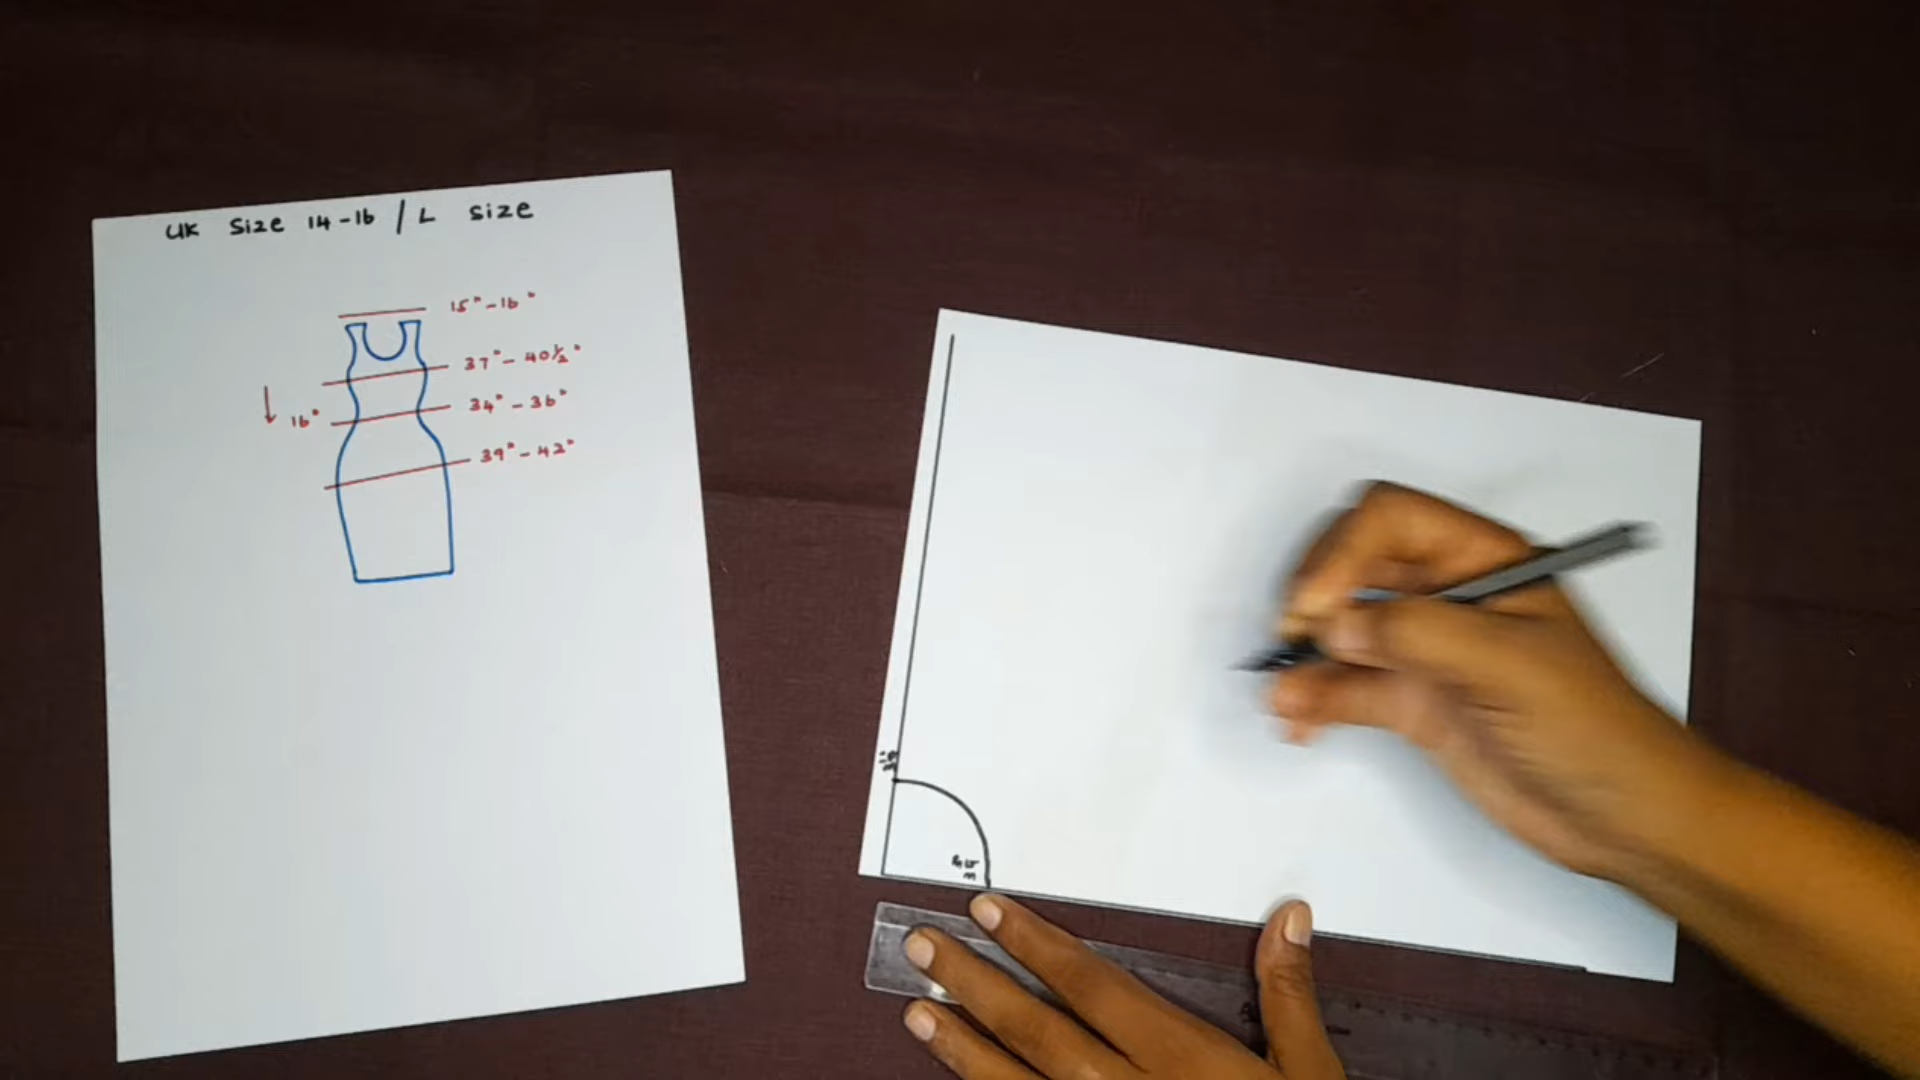 UK Size 14-16 / L Size
15"-16"
37"- 40½"
34" - 36"
16"
39" - 42"